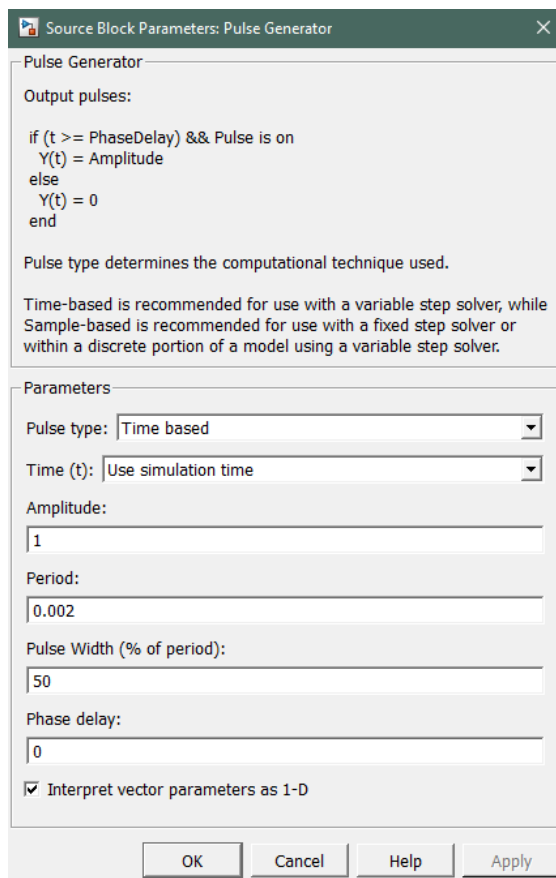 Source Block Parameters: Pulse Generator
Pulse Generator
Output pulses:
if (t >= PhaseDelay) && Pulse is on
Y(t) = Amplitude
else
Y(t) = 0
end
Pulse type determines the computational technique used.
Time-based is recommended for use with a variable step solver, while
Sample-based is recommended for use with a fixed step solver or
within a discrete portion of a model using a variable step solver.
Parameters
Pulse type: Time based
Time (t): Use simulation time
Amplitude:
1
Period:
0.002
Pulse Width (% of period):
50
Phase delay:
0
Interpret vector parameters as 1-D
OK Cancel Help Apply